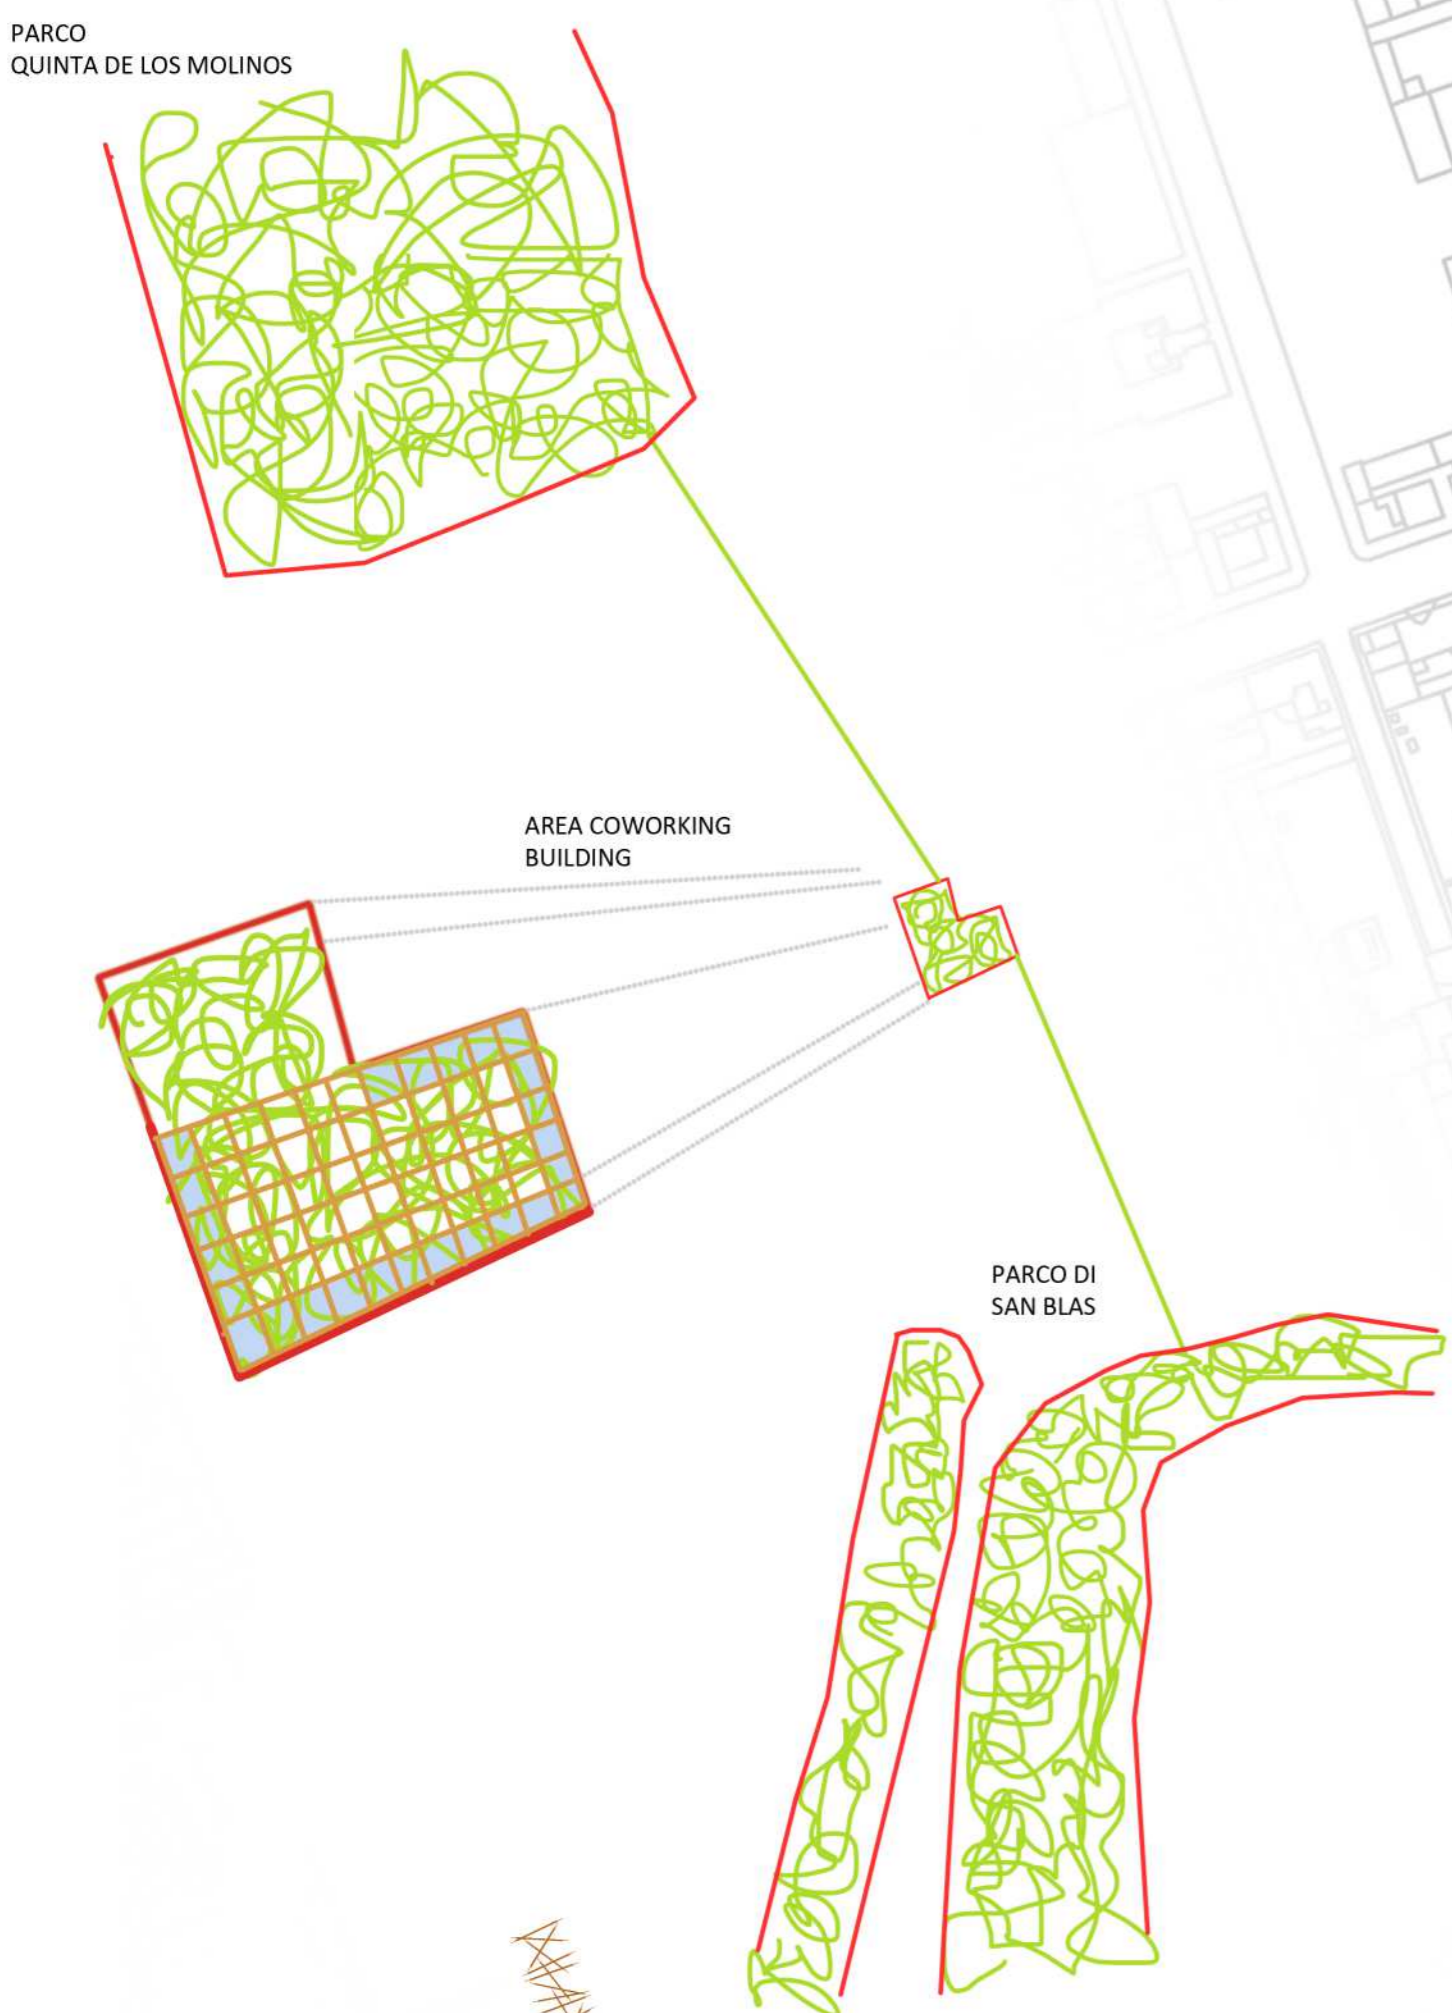 PARCO
QUINTA DE LOS MOLINOS
AREA COWORKING
BUILDING
PARCO DI
SAN BLAS